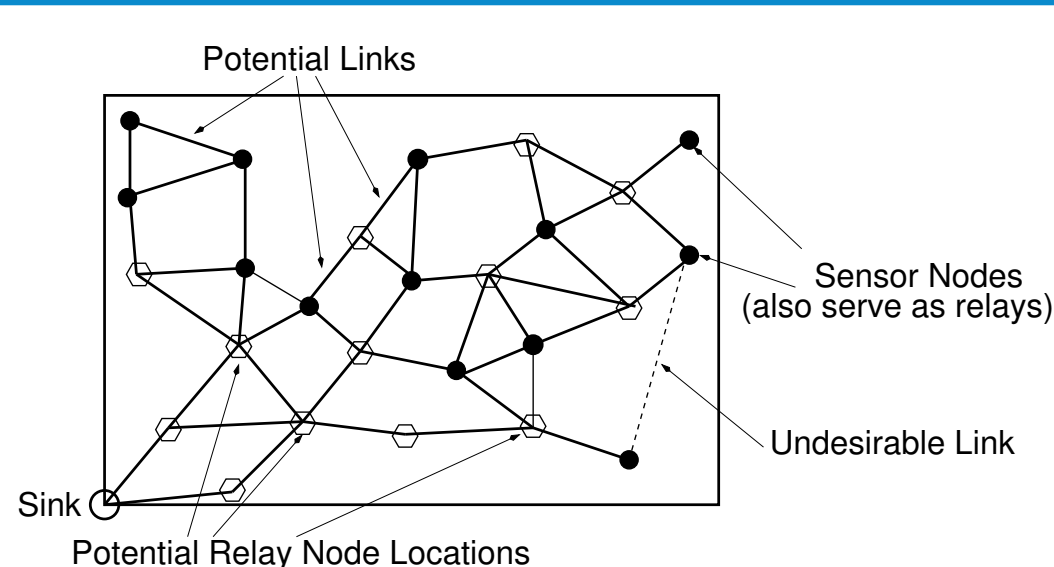 Potential Links
Sensor Nodes
(also serve as relays)
Undesirable Link
Sink
Potential Relay Node Locations